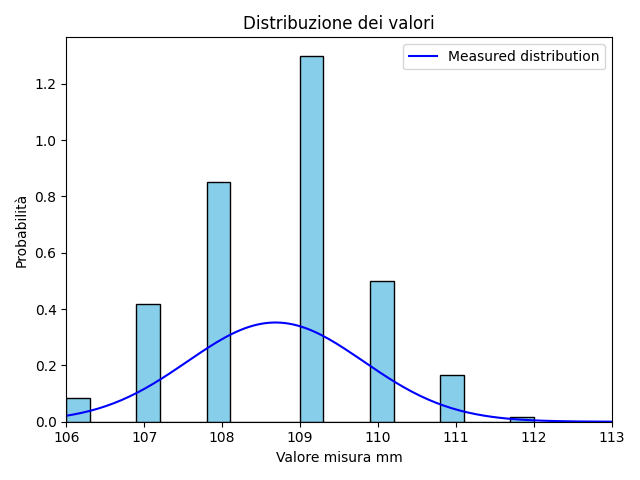 Distribuzione dei valori
Measured distribution
Probabilità
1.2
1.0
0.8
0.6
0.4
0.2
0.0
106 107 108 109 110 111 112 113
Valore misura mm